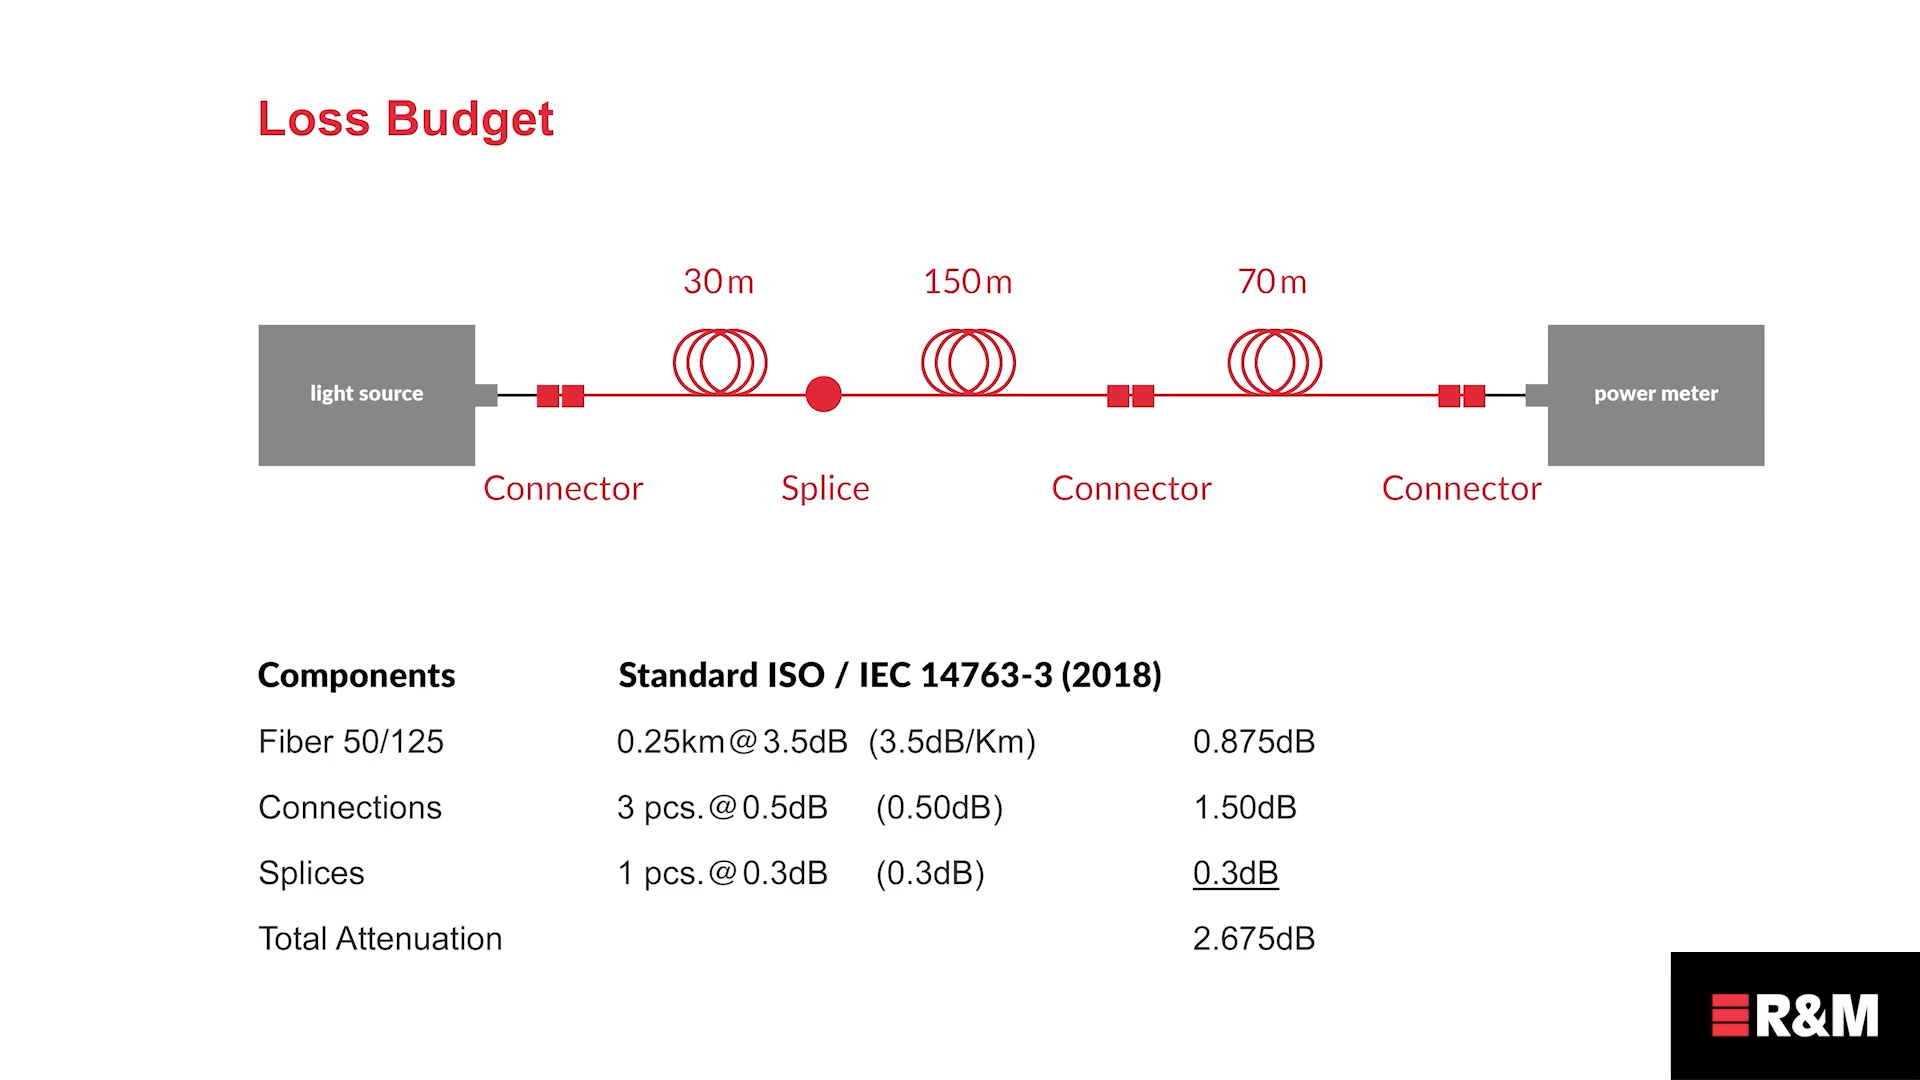 Loss Budget
30 m 150 m 70 m
light source power meter
Connector Splice Connector Connector
Components Standard ISO / IEC 14763-3 (2018)
Fiber 50/125 0.25km@3.5dB (3.5dB/Km) 0.875dB
Connections 3 pcs.@0.5dB (0.50dB) 1.50dB
Splices 1 pcs.@0.3dB (0.3dB) 0.3dB
Total Attenuation 2.675dB
R&M